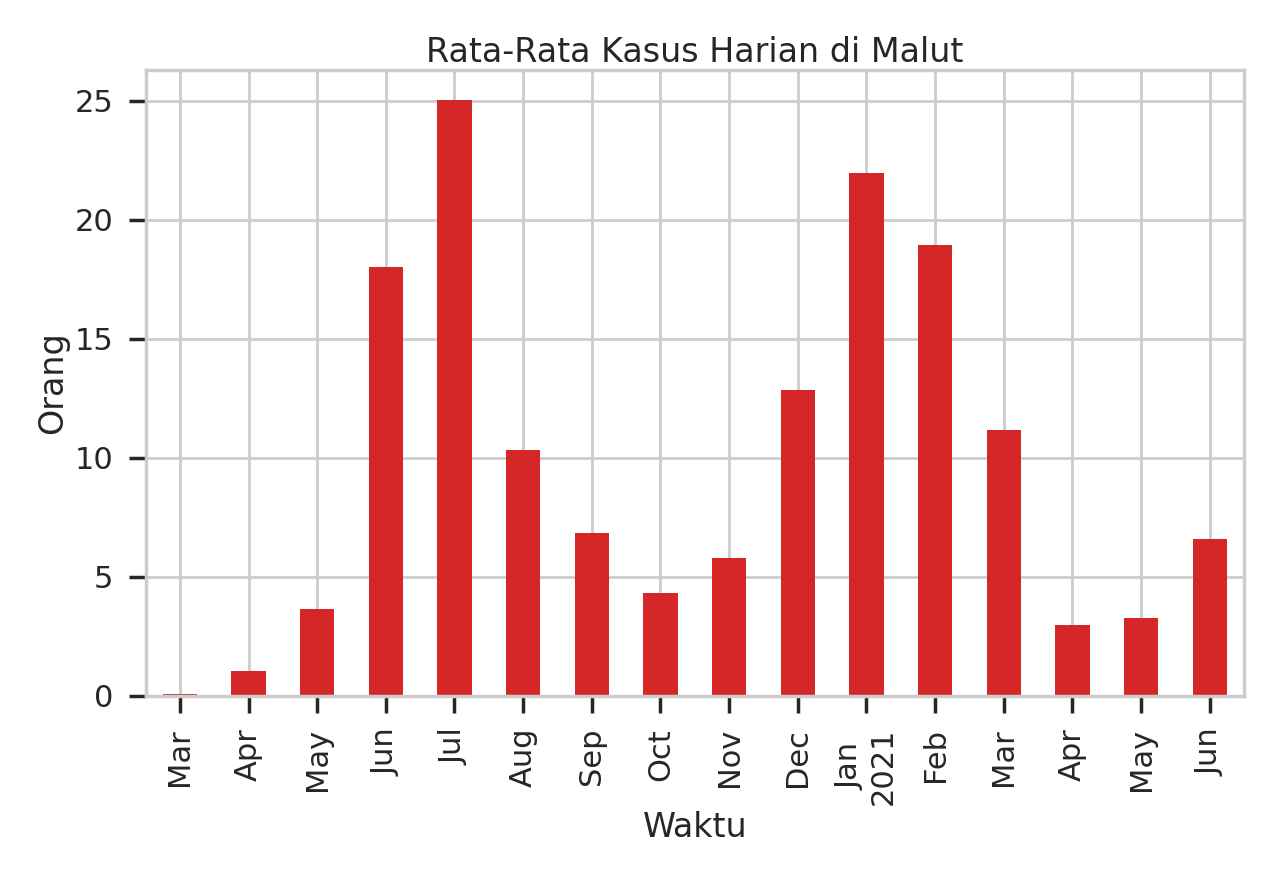 Rata-Rata Kasus Harian di Malut
25
20
15
10
5
0
Orang
Mar
Apr
May
Jun
Jul
Aug
Sep
Oct
Nov
Dec
Jan
2021
Feb
Mar
Apr
May
Jun
Waktu